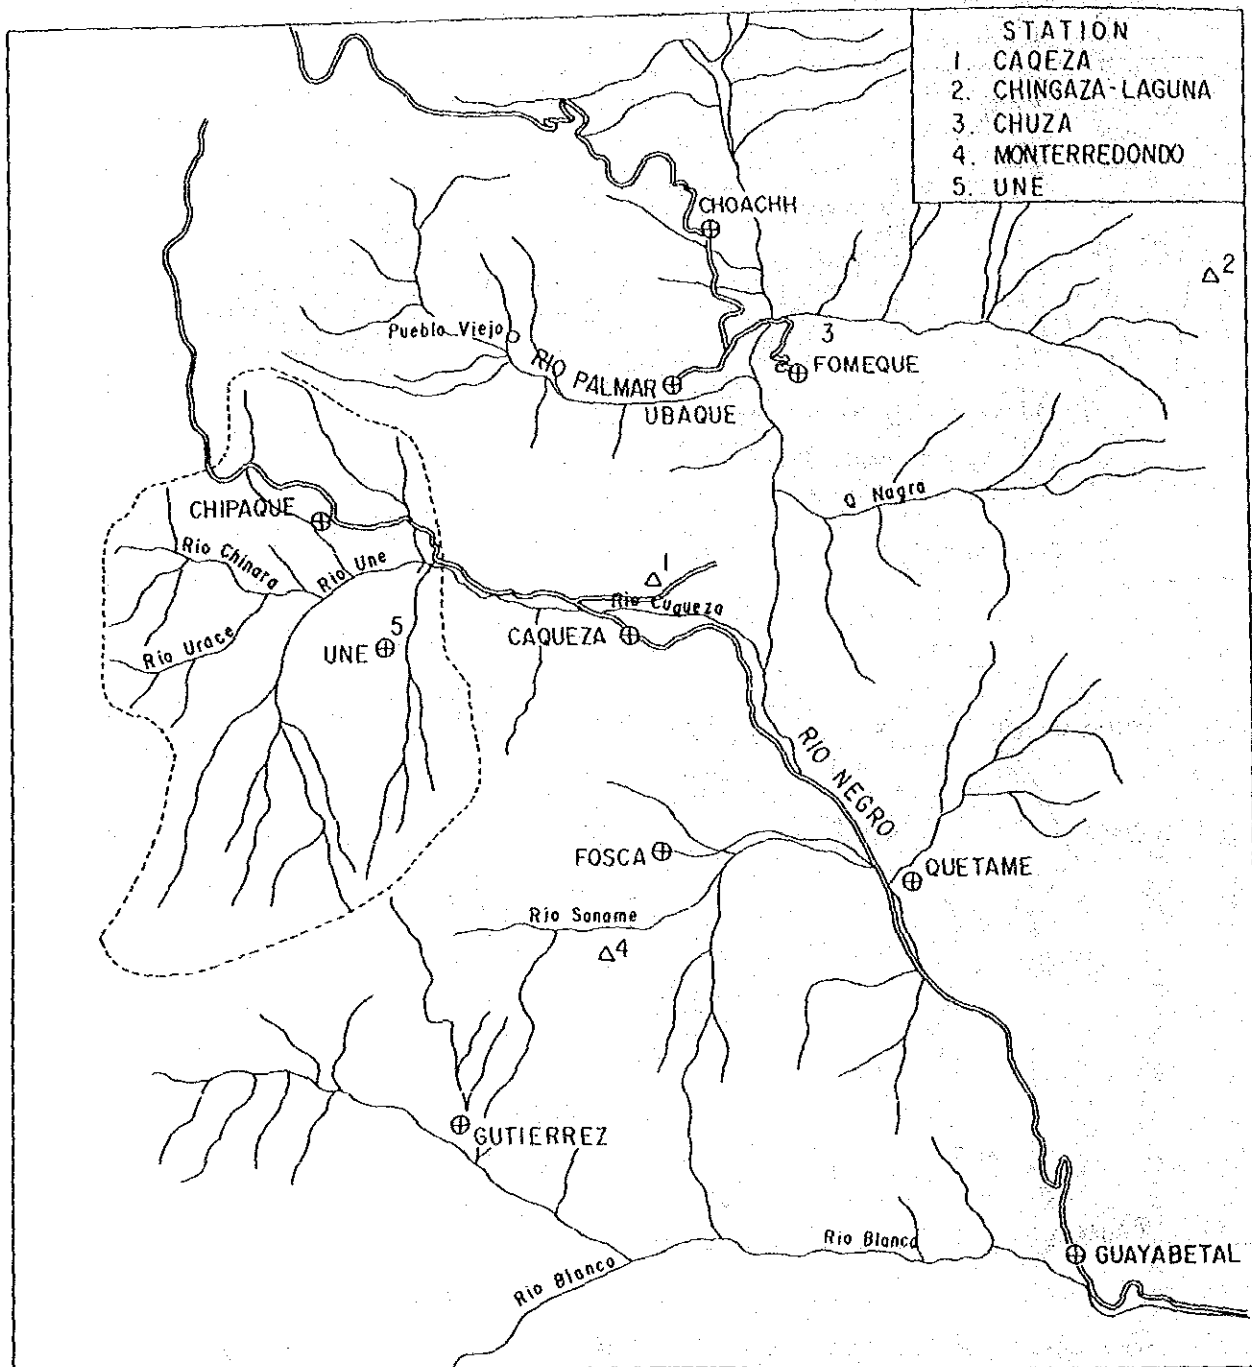 STATION
1. CAQEZA
2. CHINGAZA-LAGUNA
3. CHUZA
4. MONTERREDONDO
5. UNE
CHOACHH
2
Pueblo Viejo
RIO PALMAR
3
FOMEQUE
UBAQUE
CHIPAQUE
Q Nagra
Rio Chinara
Rio Une
1
Rio Cuqueza
5
CAQUEZA
Rio Urace
UNE
RIO NEGRO
FOSCA
QUETAME
Rio Soname
4
GUTIERREZ
Rio Blanco
GUAYABETAL
Rio Blanco